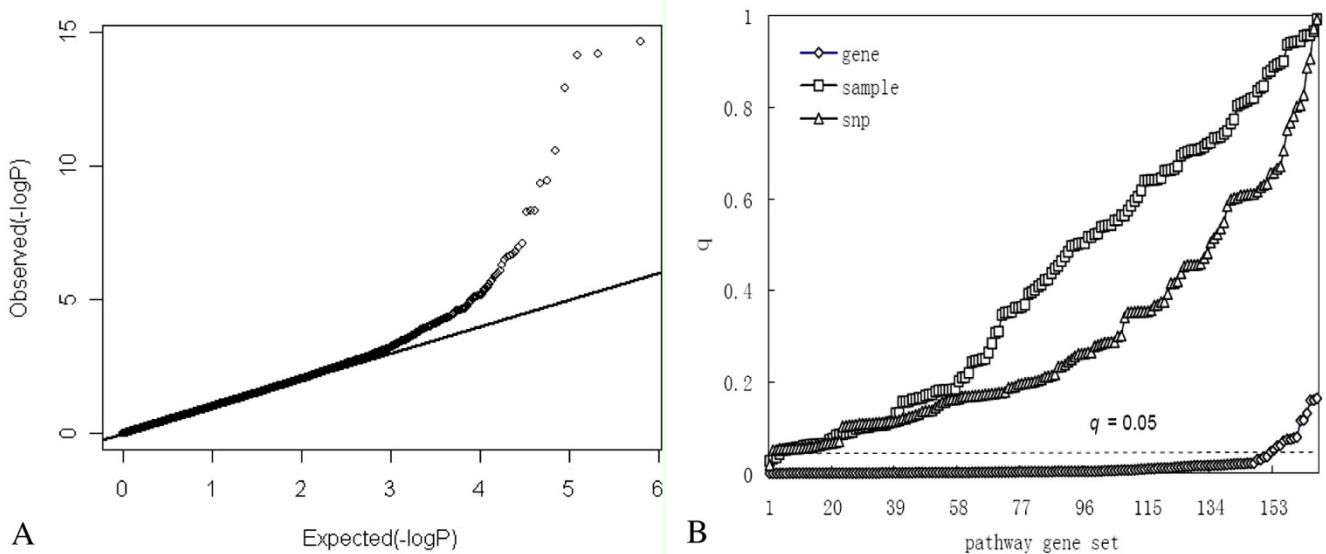 15
10
5
0
Observed(-logP)
0 1 2 3 4 5 6
Expected(-logP)
A
1
0.8
0.6
0.4
0.2
0
q
gene
sample
snp
q = 0.05
1 20 39 58 77 96 115 134 153
pathway gene set
B